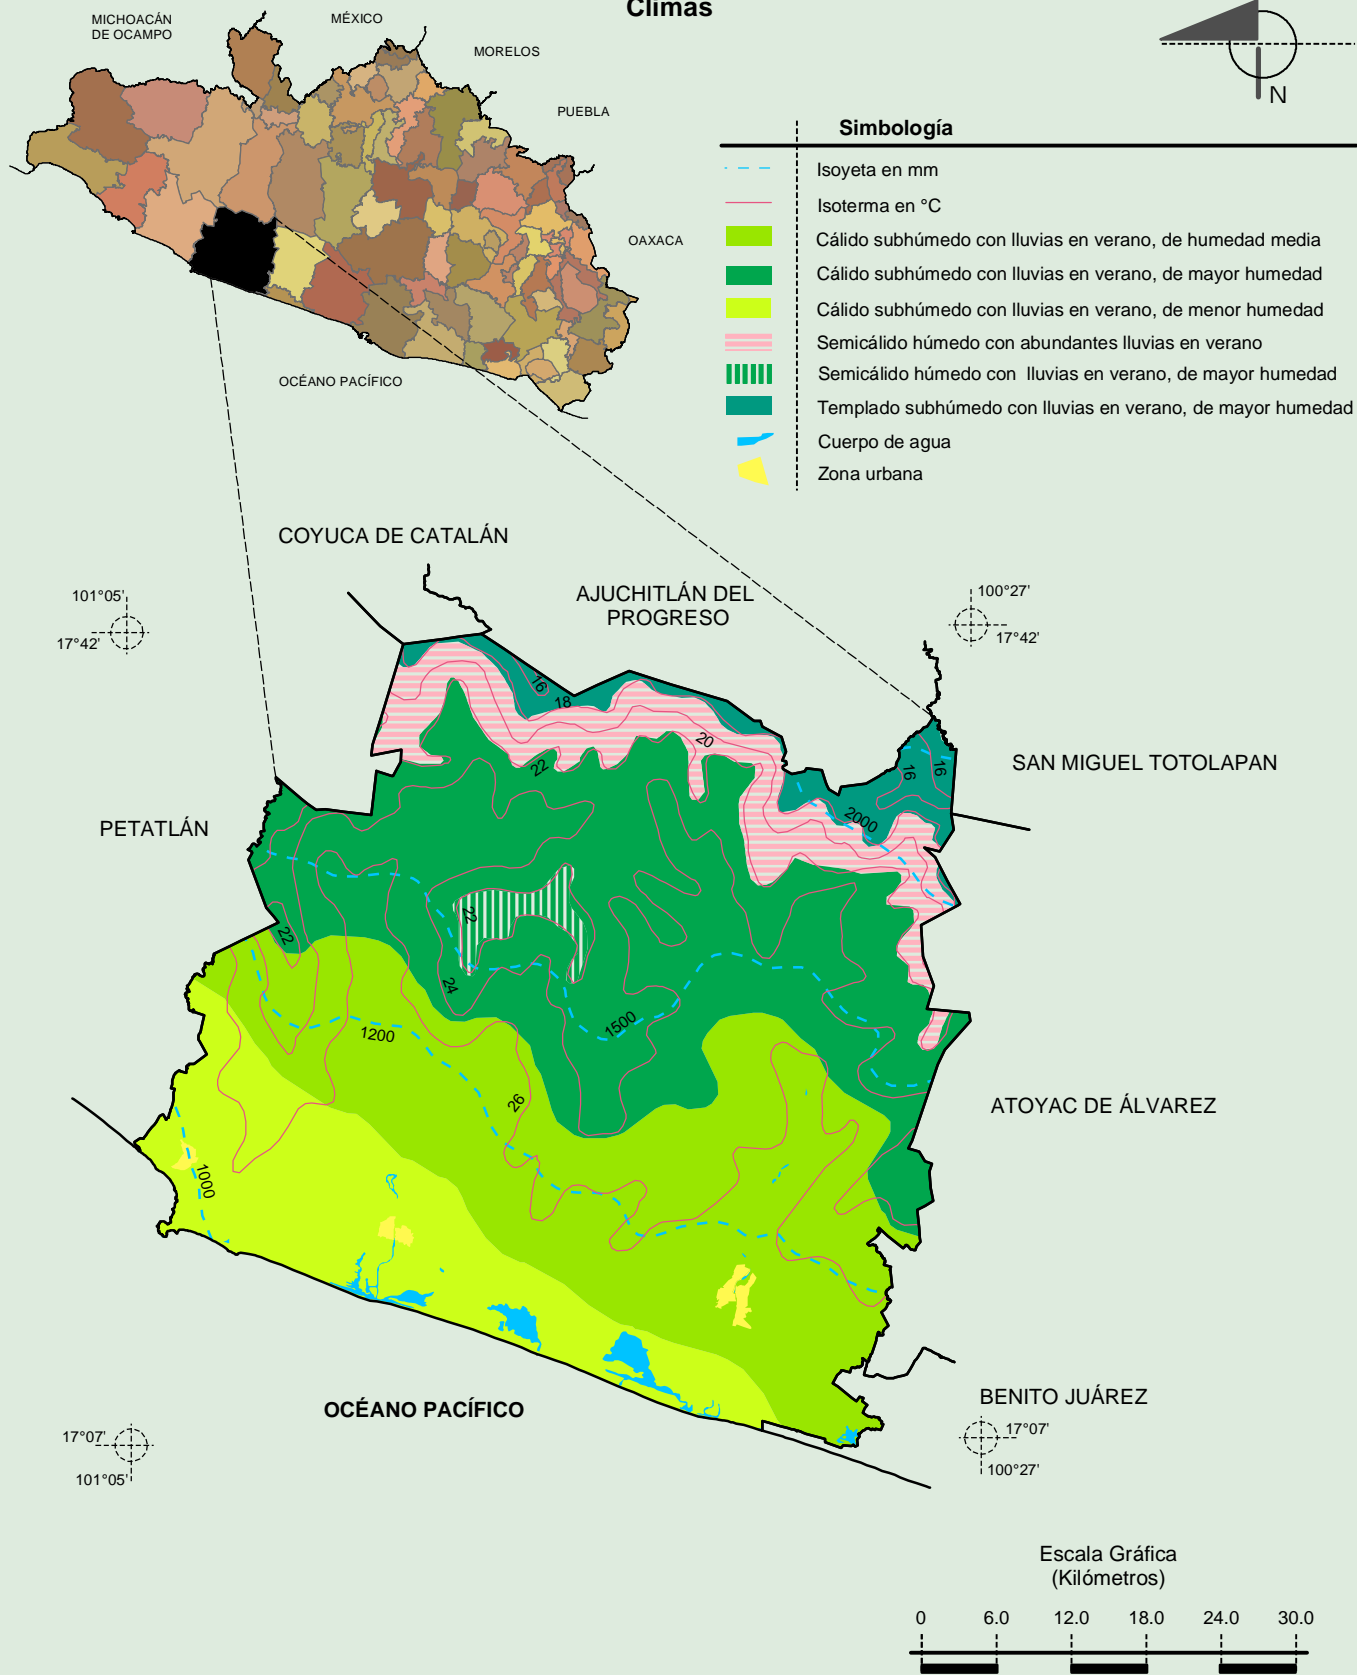 Climas
MICHOACÁN
DE OCAMPO
MÉXICO
MORELOS
PUEBLA
OAXACA
OCÉANO PACÍFICO
N
Simbología
Isoyeta en mm
Isoterma en °C
Cálido subhúmedo con lluvias en verano, de humedad media
Cálido subhúmedo con lluvias en verano, de mayor humedad
Cálido subhúmedo con lluvias en verano, de menor humedad
Semicálido húmedo con abundantes lluvias en verano
Semicálido húmedo con lluvias en verano, de mayor humedad
Templado subhúmedo con lluvias en verano, de mayor humedad
Cuerpo de agua
Zona urbana
COYUCA DE CATALÁN
AJUCHITLÁN DEL
PROGRESO
101°05'
17°42'
100°27'
17°42'
16
18
20
22
16
16
2000
SAN MIGUEL TOTOLAPAN
PETATLÁN
22
22
24
1500
1200
26
1000
ATOYAC DE ÁLVAREZ
BENITO JUÁREZ
OCÉANO PACÍFICO
17°07'
101°05'
17°07'
100°27'
Escala Gráfica
(Kilómetros)
0 6.0 12.0 18.0 24.0 30.0